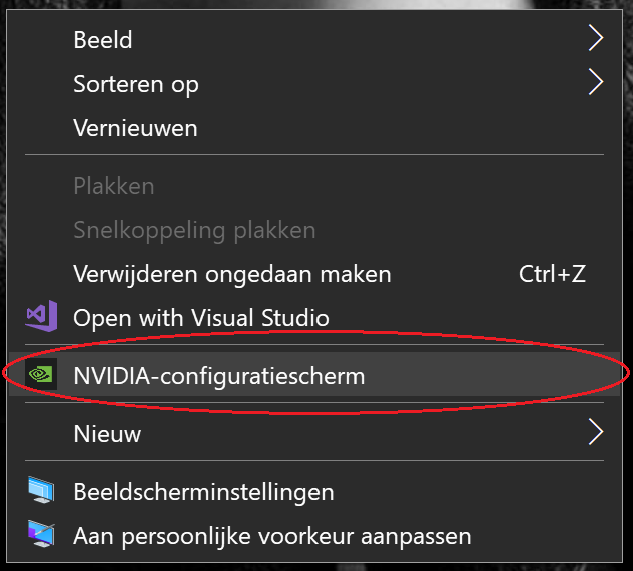 Beeld
Sorteren op
Vernieuwen
Plakken
Snelkoppeling plakken
Verwijderen ongedaan maken Ctrl+Z
Open with Visual Studio
NVIDIA-configuratiescherm
Nieuw
Beeldscherminstellingen
Aan persoonlijke voorkeur aanpassen